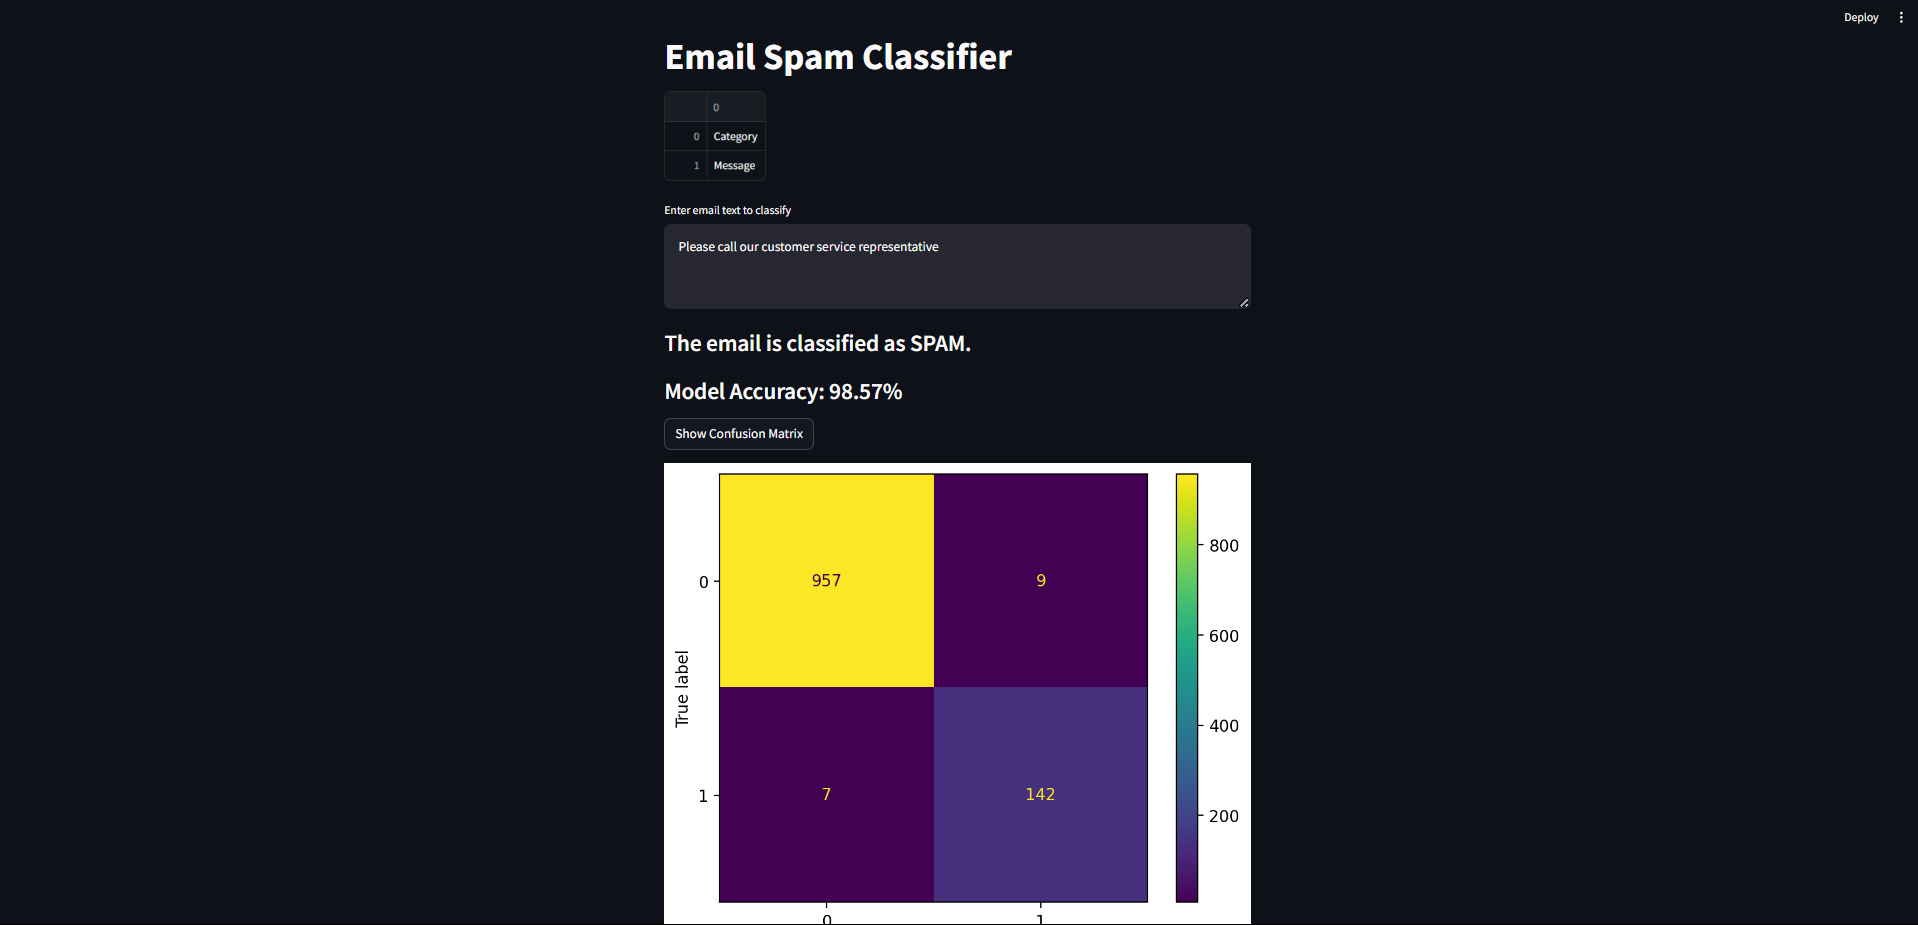 Deploy
Email Spam Classifier
0
0 Category
1 Message
Enter email text to classify
Please call our customer service representative
The email is classified as SPAM.
Model Accuracy: 98.57%
Show Confusion Matrix
957 9
7 142
True label
0
1
0 1
800
600
400
200